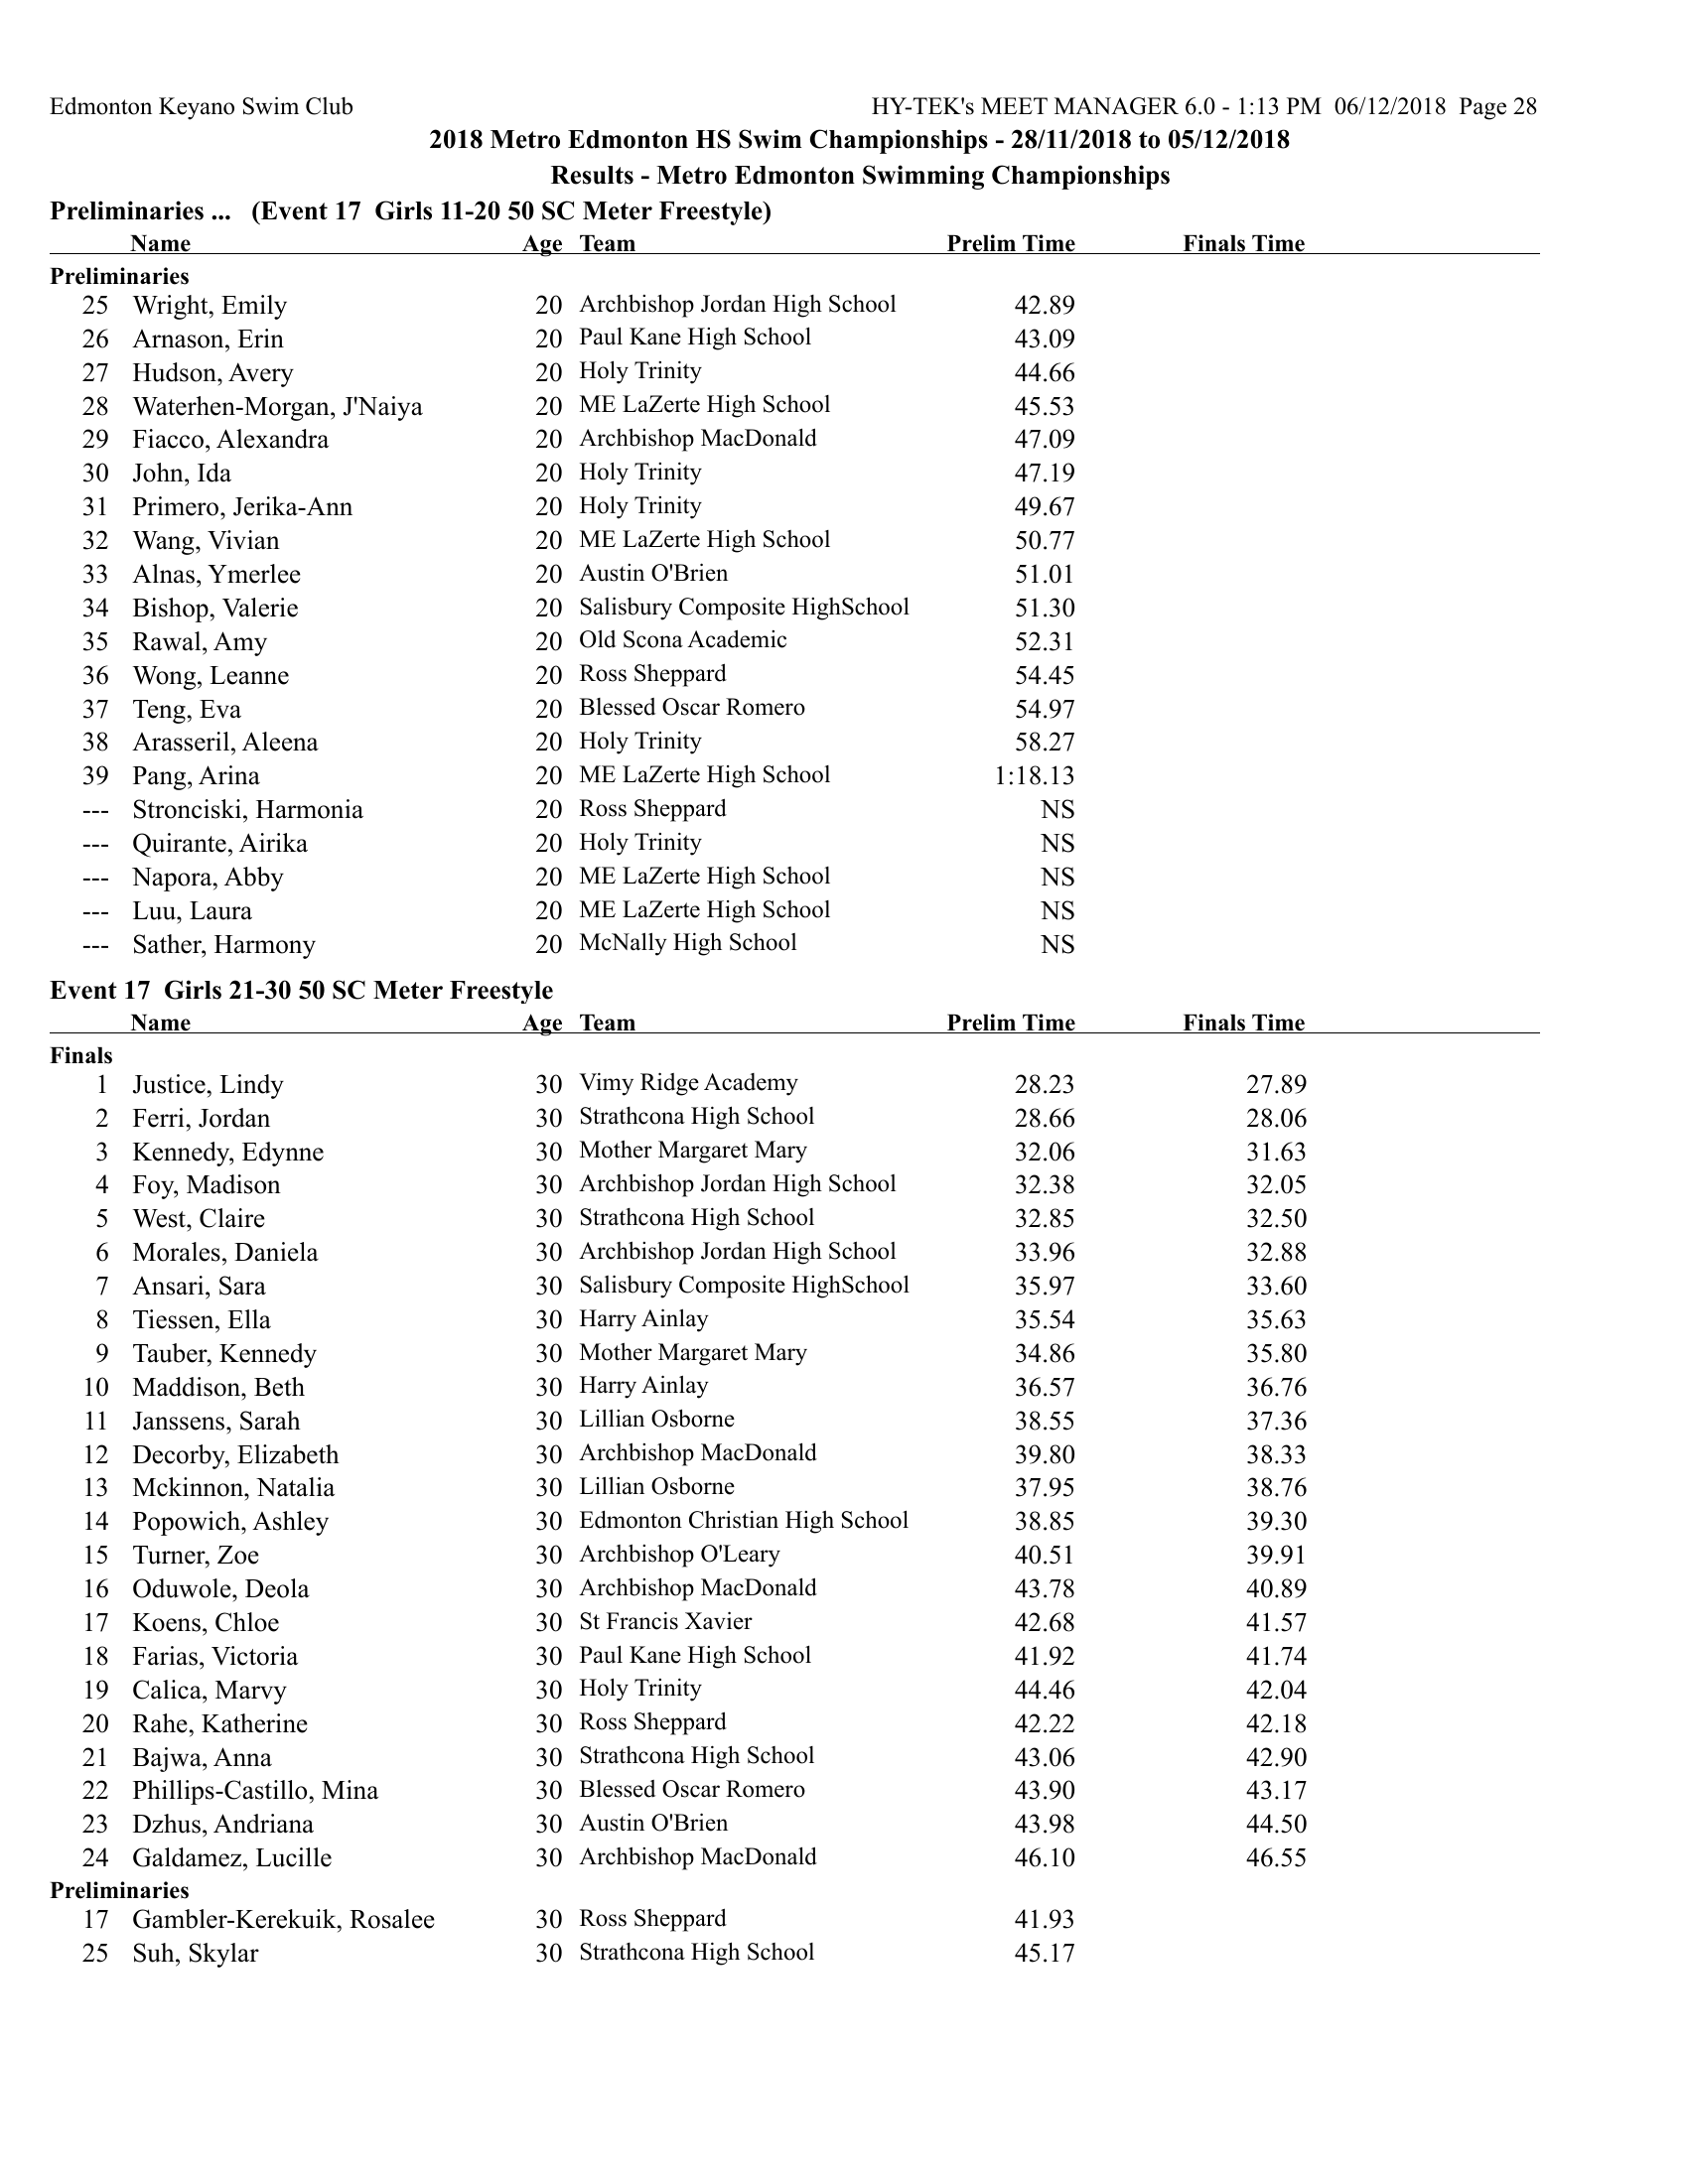 Edmonton Keyano Swim Club HY-TEK's MEET MANAGER 6.0 - 1:13 PM 06/12/2018 Page 28
2018 Metro Edmonton HS Swim Championships - 28/11/2018 to 05/12/2018
Results - Metro Edmonton Swimming Championships
Preliminaries ... (Event 17 Girls 11-20 50 SC Meter Freestyle)
Name Age Team Prelim Time Finals Time
Preliminaries
25 Wright, Emily 20 Archbishop Jordan High School 42.89
26 Arnason, Erin 20 Paul Kane High School 43.09
27 Hudson, Avery 20 Holy Trinity 44.66
28 Waterhen-Morgan, J'Naiya 20 ME LaZerte High School 45.53
29 Fiacco, Alexandra 20 Archbishop MacDonald 47.09
30 John, Ida 20 Holy Trinity 47.19
31 Primero, Jerika-Ann 20 Holy Trinity 49.67
32 Wang, Vivian 20 ME LaZerte High School 50.77
33 Alnas, Ymerlee 20 Austin O'Brien 51.01
34 Bishop, Valerie 20 Salisbury Composite HighSchool 51.30
35 Rawal, Amy 20 Old Scona Academic 52.31
36 Wong, Leanne 20 Ross Sheppard 54.45
37 Teng, Eva 20 Blessed Oscar Romero 54.97
38 Arasseril, Aleena 20 Holy Trinity 58.27
39 Pang, Arina 20 ME LaZerte High School 1:18.13
--- Stronciski, Harmonia 20 Ross Sheppard NS
--- Quirante, Airika 20 Holy Trinity NS
--- Napora, Abby 20 ME LaZerte High School NS
--- Luu, Laura 20 ME LaZerte High School NS
--- Sather, Harmony 20 McNally High School NS
Event 17 Girls 21-30 50 SC Meter Freestyle
Name Age Team Prelim Time Finals Time
Finals
1 Justice, Lindy 30 Vimy Ridge Academy 28.23 27.89
2 Ferri, Jordan 30 Strathcona High School 28.66 28.06
3 Kennedy, Edynne 30 Mother Margaret Mary 32.06 31.63
4 Foy, Madison 30 Archbishop Jordan High School 32.38 32.05
5 West, Claire 30 Strathcona High School 32.85 32.50
6 Morales, Daniela 30 Archbishop Jordan High School 33.96 32.88
7 Ansari, Sara 30 Salisbury Composite HighSchool 35.97 33.60
8 Tiessen, Ella 30 Harry Ainlay 35.54 35.63
9 Tauber, Kennedy 30 Mother Margaret Mary 34.86 35.80
10 Maddison, Beth 30 Harry Ainlay 36.57 36.76
11 Janssens, Sarah 30 Lillian Osborne 38.55 37.36
12 Decorby, Elizabeth 30 Archbishop MacDonald 39.80 38.33
13 Mckinnon, Natalia 30 Lillian Osborne 37.95 38.76
14 Popowich, Ashley 30 Edmonton Christian High School 38.85 39.30
15 Turner, Zoe 30 Archbishop O'Leary 40.51 39.91
16 Oduwole, Deola 30 Archbishop MacDonald 43.78 40.89
17 Koens, Chloe 30 St Francis Xavier 42.68 41.57
18 Farias, Victoria 30 Paul Kane High School 41.92 41.74
19 Calica, Marvy 30 Holy Trinity 44.46 42.04
20 Rahe, Katherine 30 Ross Sheppard 42.22 42.18
21 Bajwa, Anna 30 Strathcona High School 43.06 42.90
22 Phillips-Castillo, Mina 30 Blessed Oscar Romero 43.90 43.17
23 Dzhus, Andriana 30 Austin O'Brien 43.98 44.50
24 Galdamez, Lucille 30 Archbishop MacDonald 46.10 46.55
Preliminaries
17 Gambler-Kerekuik, Rosalee 30 Ross Sheppard 41.93
25 Suh, Skylar 30 Strathcona High School 45.17